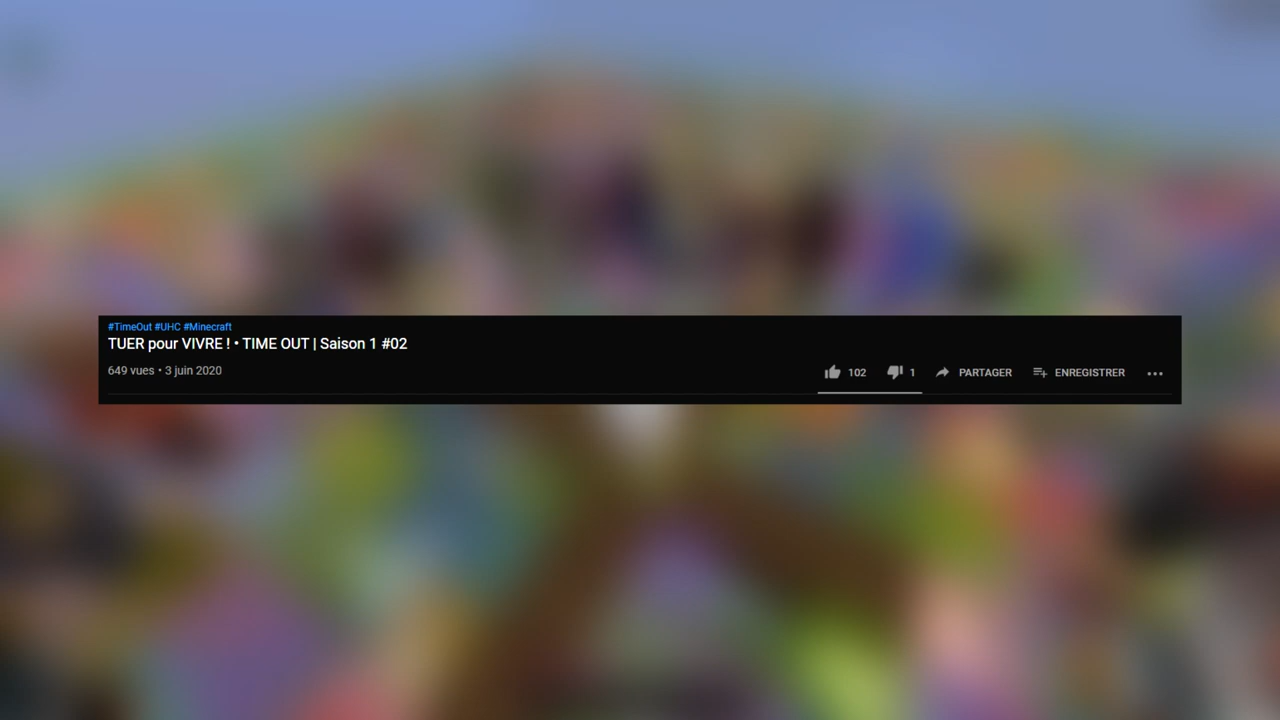 #TimeOut #UHC #Minecraft
TUER pour VIVRE ! • TIME OUT | Saison 1 #02
649 vues • 3 juin 2020
102 1 PARTAGER ENREGISTRER